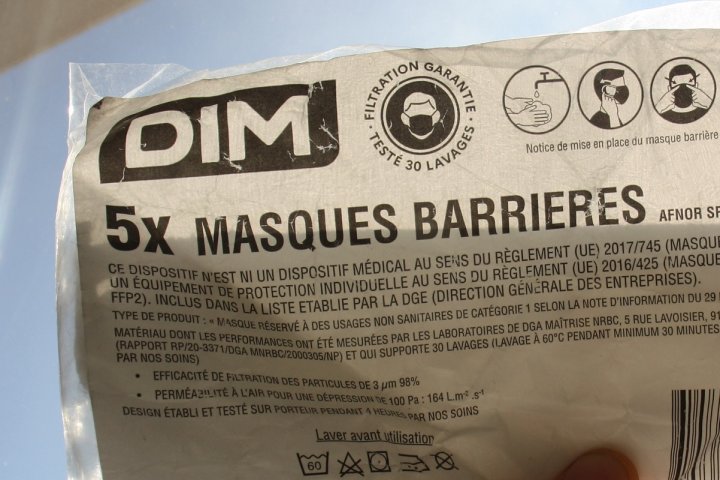 DIM
FILTRATION GARANTIE
TESTÉ 30 LAVAGES
Notice de mise en place du masque barrière
5x MASQUES BARRIERES AFNOR SP
CE DISPOSITIF N'EST NI UN DISPOSITIF MÉDICAL AU SENS DU RÈGLEMENT (UE) 2017/745 (MASQUE
UN ÉQUIPEMENT DE PROTECTION INDIVIDUELLE AU SENS DU RÈGLEMENT (UE) 2016/425 (MASQUE
FFP2). INCLUS DANS LA LISTE ETABLIE PAR LA DGE (DIRECTION GÉNÉRALE DES ENTREPRISES).
TYPE DE PRODUIT : « MASQUE RÉSERVÉ À DES USAGES NON SANITAIRES DE CATÉGORIE 1 SELON LA NOTE D'INFORMATION DU 29
MATÉRIAU DONT LES PERFORMANCES ONT ÉTÉ MESURÉES PAR LES LABORATOIRES DE DGA MAÎTRISE NRBC, 5 RUE LAVOISIER, 91
(RAPPORT RP/20-3371/DGA MNRBC/2000305/NP) ET QUI SUPPORTE 30 LAVAGES (LAVAGE À 60°C PENDANT MINIMUM 30 MINUTES
PAR NOS SOINS)
• EFFICACITÉ DE FILTRATION DES PARTICULES DE 3 µm 98%
• PERMÉABILITÉ À L'AIR POUR UNE DÉPRESSION DE 100 Pa : 164 L.m⁻² .s⁻¹
DESIGN ÉTABLI ET TESTÉ SUR PORTEUR PENDANT 4 HEURES PAR NOS SOINS
Laver avant utilisation
60